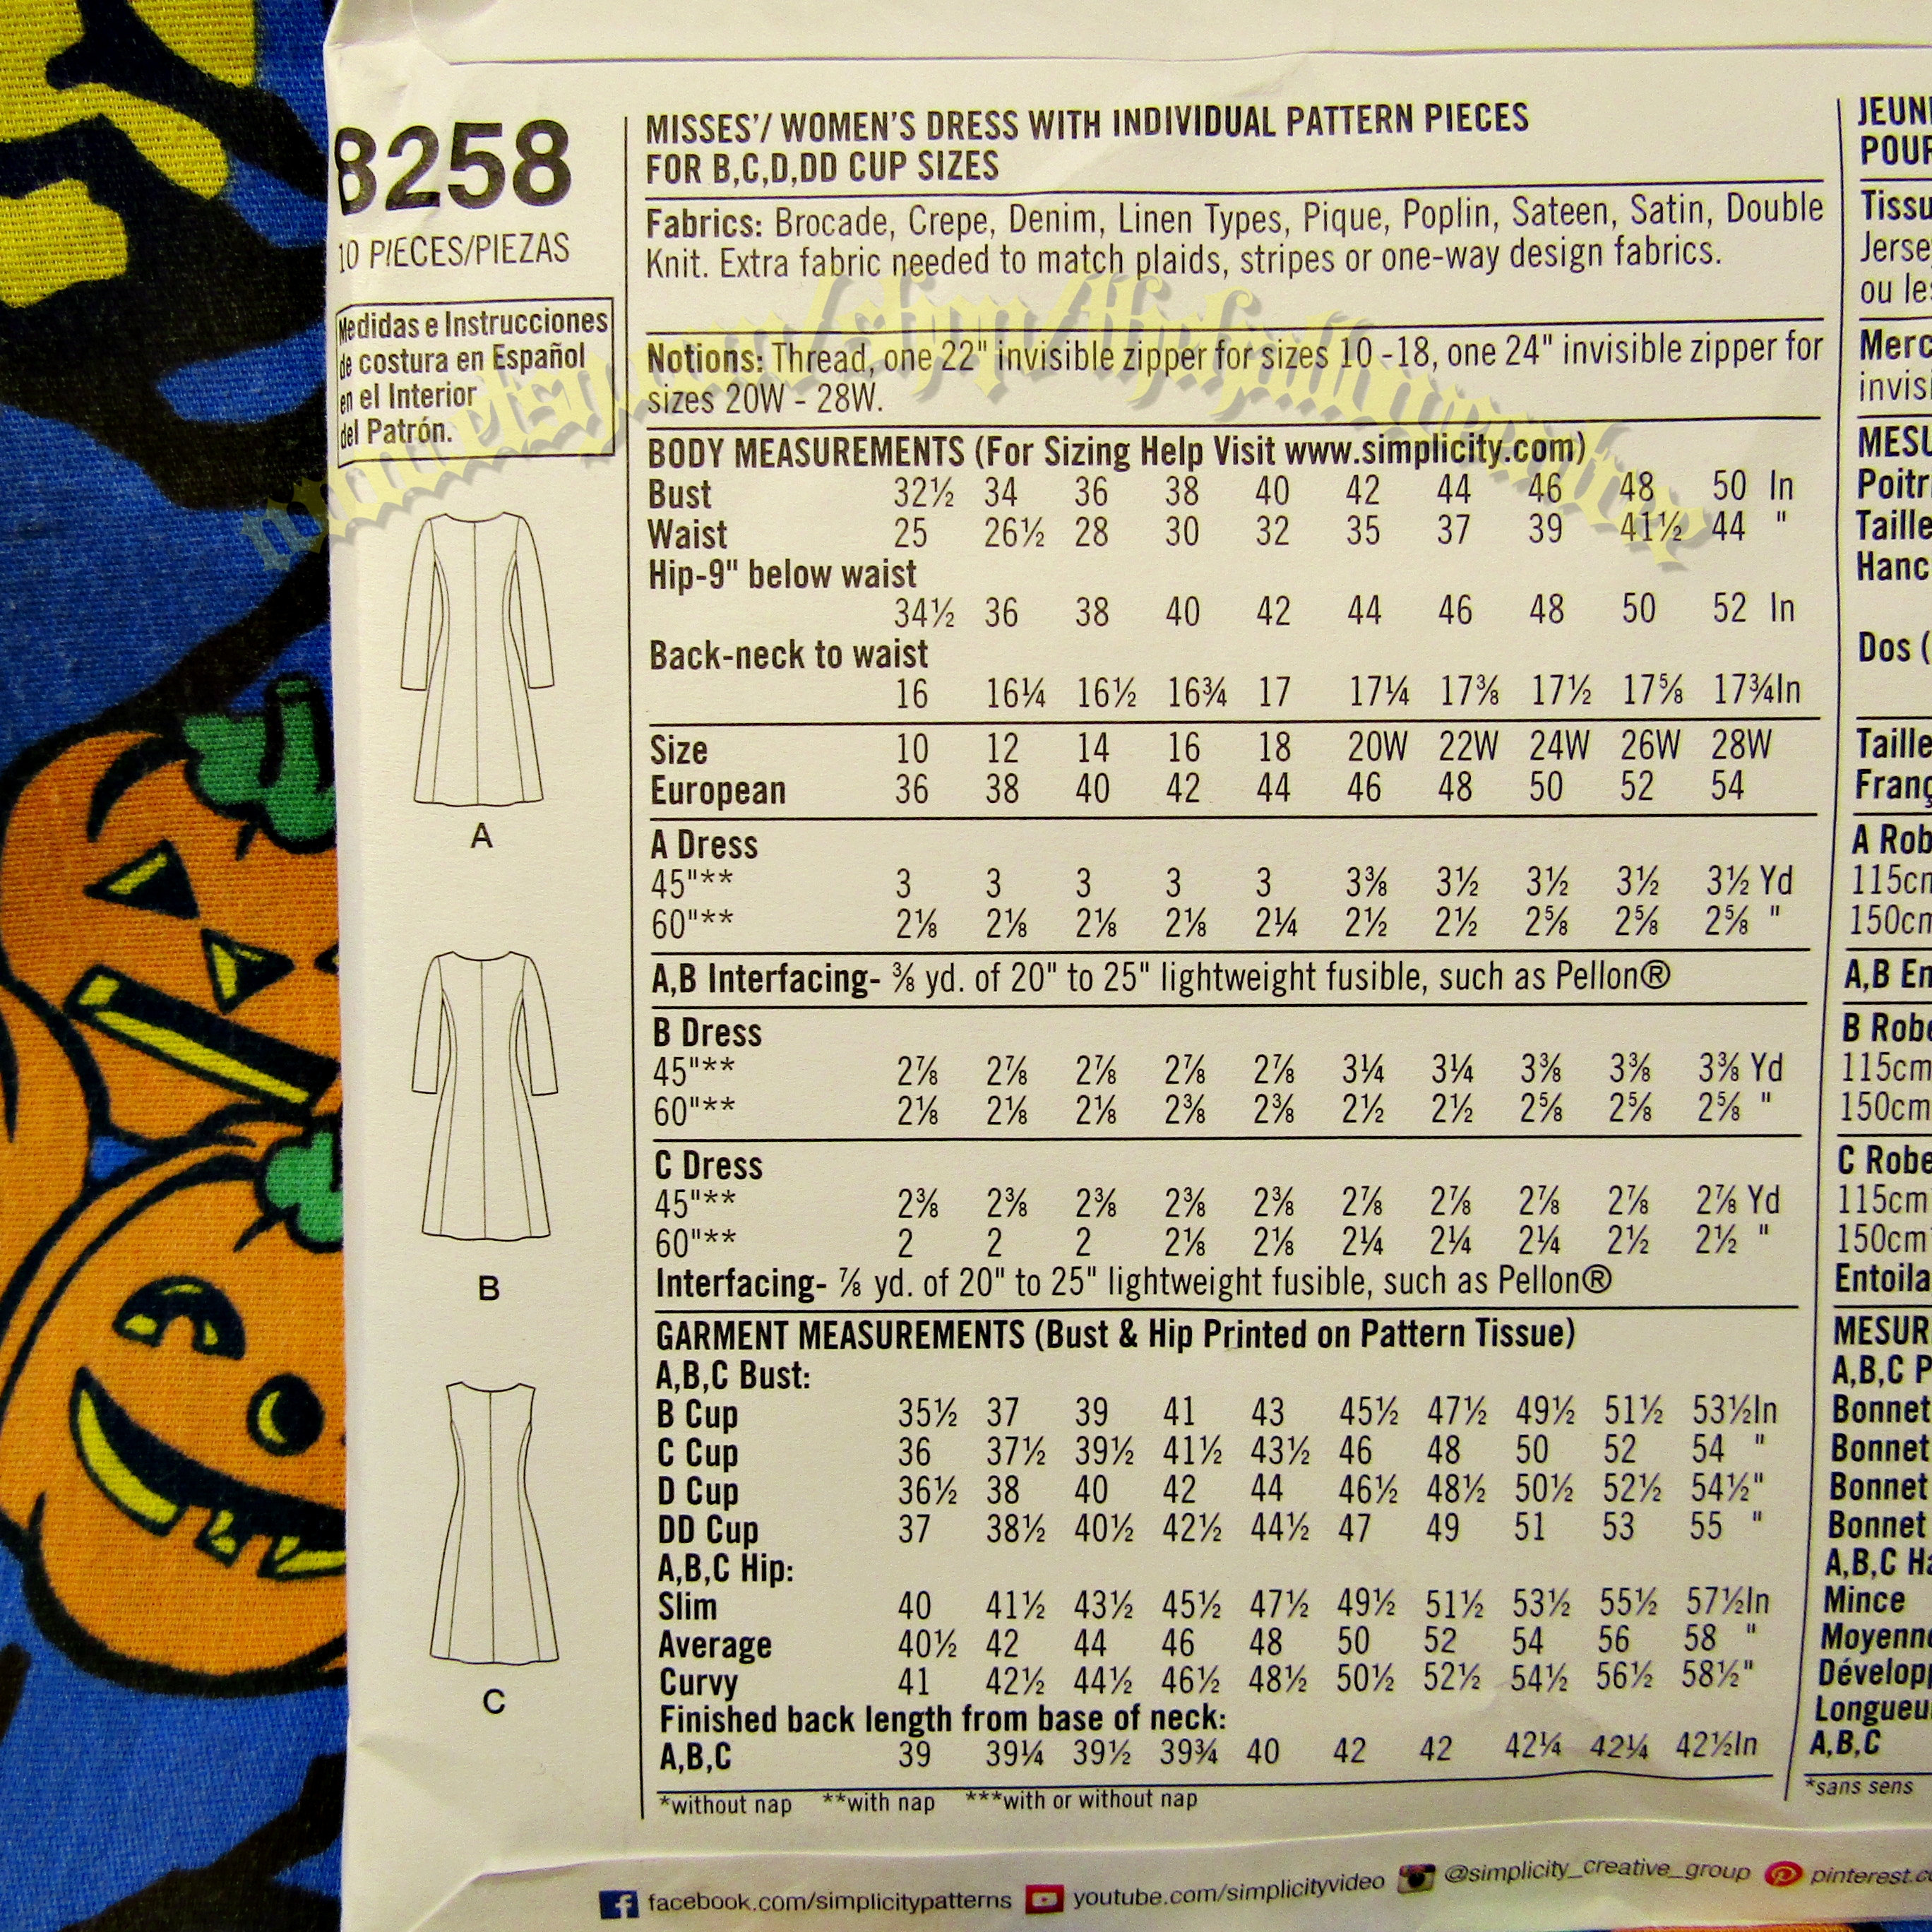 8258
10 PIECES/PIEZAS
Medidas e Instrucciones
de costura en Español
en el Interior
del Patrón.
A
B
C
MISSES'/ WOMEN'S DRESS WITH INDIVIDUAL PATTERN PIECES
FOR B,C,D,DD CUP SIZES
Fabrics: Brocade, Crepe, Denim, Linen Types, Pique, Poplin, Sateen, Satin, Double
Knit. Extra fabric needed to match plaids, stripes or one-way design fabrics.
Notions: Thread, one 22" invisible zipper for sizes 10 -18, one 24" invisible zipper for
sizes 20W - 28W.
BODY MEASUREMENTS (For Sizing Help Visit www.simplicity.com)
Bust 32½ 34 36 38 40 42 44 46 48 50 In
Waist 25 26½ 28 30 32 35 37 39 41½ 44 "
Hip-9" below waist
34½ 36 38 40 42 44 46 48 50 52 In
Back-neck to waist
16 16¼ 16½ 16¾ 17 17¼ 17⅜ 17½ 17⅝ 17¾In
Size 10 12 14 16 18 20W 22W 24W 26W 28W
European 36 38 40 42 44 46 48 50 52 54
A Dress
45"** 3 3 3 3 3 3⅜ 3½ 3½ 3½ 3½ Yd
60"** 2⅛ 2⅛ 2⅛ 2⅛ 2¼ 2½ 2½ 2⅝ 2⅝ 2⅝ "
A,B Interfacing- ⅜ yd. of 20" to 25" lightweight fusible, such as Pellon®
B Dress
45"** 2⅞ 2⅞ 2⅞ 2⅞ 2⅞ 3¼ 3¼ 3⅜ 3⅜ 3⅜ Yd
60"** 2⅛ 2⅛ 2⅛ 2⅜ 2⅜ 2½ 2½ 2⅝ 2⅝ 2⅝ "
C Dress
45"** 2⅜ 2⅜ 2⅜ 2⅜ 2⅜ 2⅞ 2⅞ 2⅞ 2⅞ 2⅞ Yd
60"** 2 2 2 2⅛ 2⅛ 2¼ 2¼ 2¼ 2½ 2½ "
Interfacing- ⅞ yd. of 20" to 25" lightweight fusible, such as Pellon®
GARMENT MEASUREMENTS (Bust & Hip Printed on Pattern Tissue)
A,B,C Bust:
B Cup 35½ 37 39 41 43 45½ 47½ 49½ 51½ 53½In
C Cup 36 37½ 39½ 41½ 43½ 46 48 50 52 54 "
D Cup 36½ 38 40 42 44 46½ 48½ 50½ 52½ 54½"
DD Cup 37 38½ 40½ 42½ 44½ 47 49 51 53 55 "
A,B,C Hip:
Slim 40 41½ 43½ 45½ 47½ 49½ 51½ 53½ 55½ 57½In
Average 40½ 42 44 46 48 50 52 54 56 58 "
Curvy 41 42½ 44½ 46½ 48½ 50½ 52½ 54½ 56½ 58½"
Finished back length from base of neck:
A,B,C 39 39¼ 39½ 39¾ 40 42 42 42¼ 42¼ 42½In
*without nap **with nap ***with or without nap
JEUN
POUR
Tissu
Jerse
ou les
Merc
invisi
MESU
Poitr
Taille
Hanc
Dos (
Taille
Franç
A Rob
115cm
150cm
A,B En
B Robe
115cm
150cm
C Robe
115cm
150cm
Entoila
MESUR
A,B,C P
Bonnet
Bonnet
Bonnet
Bonnet
A,B,C Ha
Mince
Moyenne
Dévelop
Longueu
A,B,C
*sans sens
facebook.com/simplicitypatterns youtube.com/simplicityvideo @simplicity_creative_group pinterest.c